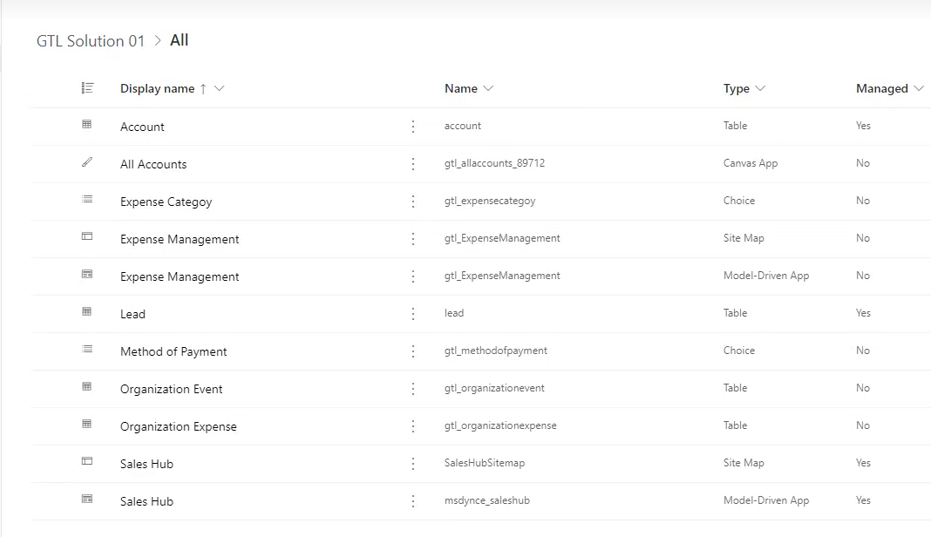 GTL Solution 01 > All
Display name ↑ Name Type Managed
Account account Table Yes
All Accounts gtl_allaccounts_89712 Canvas App No
Expense Categoy gtl_expensecategoy Choice No
Expense Management gtl_ExpenseManagement Site Map No
Expense Management gtl_ExpenseManagement Model-Driven App No
Lead lead Table Yes
Method of Payment gtl_methodofpayment Choice No
Organization Event gtl_organizationevent Table No
Organization Expense gtl_organizationexpense Table No
Sales Hub SalesHubSitemap Site Map Yes
Sales Hub msdynce_saleshub Model-Driven App Yes